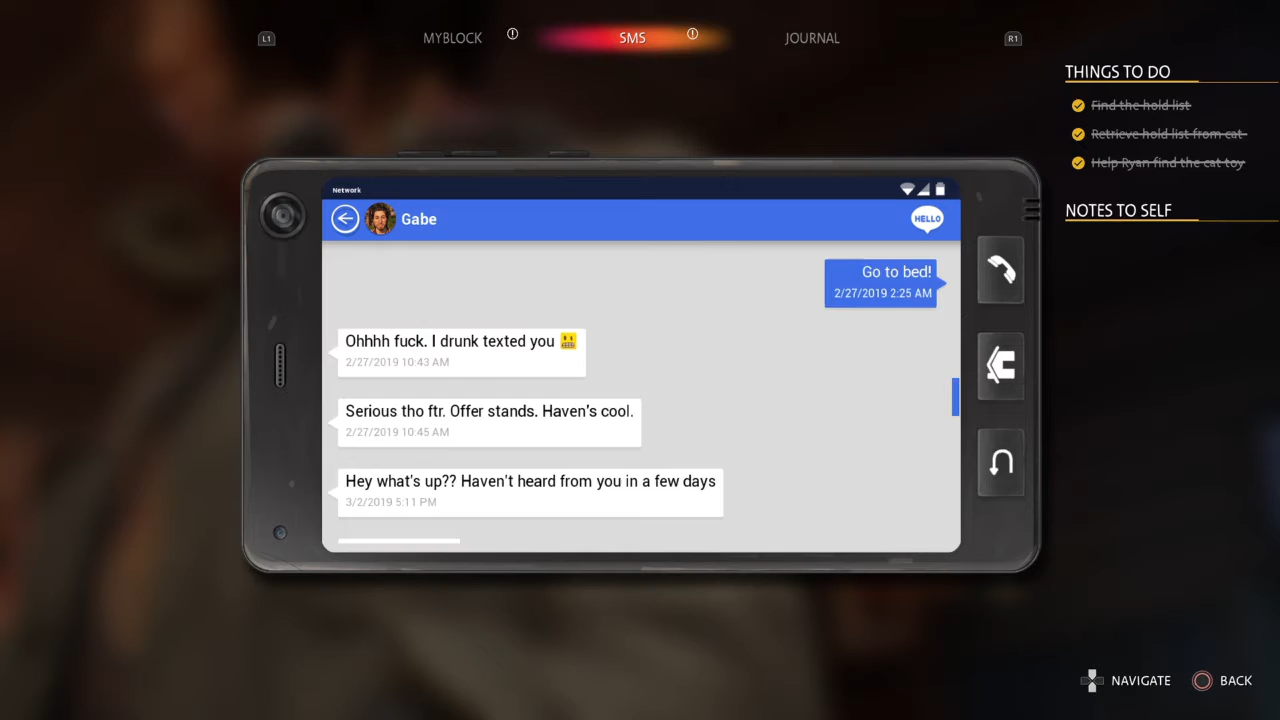 L1
MYBLOCK
SMS
JOURNAL
R1
THINGS TO DO
Find the hold list
Retrieve hold list from cat
Help Ryan find the cat toy
NOTES TO SELF
Network
Gabe
HELLO
Go to bed!
2/27/2019 2:25 AM
Ohhhh fuck. I drunk texted you
2/27/2019 10:43 AM
Serious tho ftr. Offer stands. Haven's cool.
2/27/2019 10:45 AM
Hey what's up?? Haven't heard from you in a few days
3/2/2019 5:11 PM
NAVIGATE
BACK